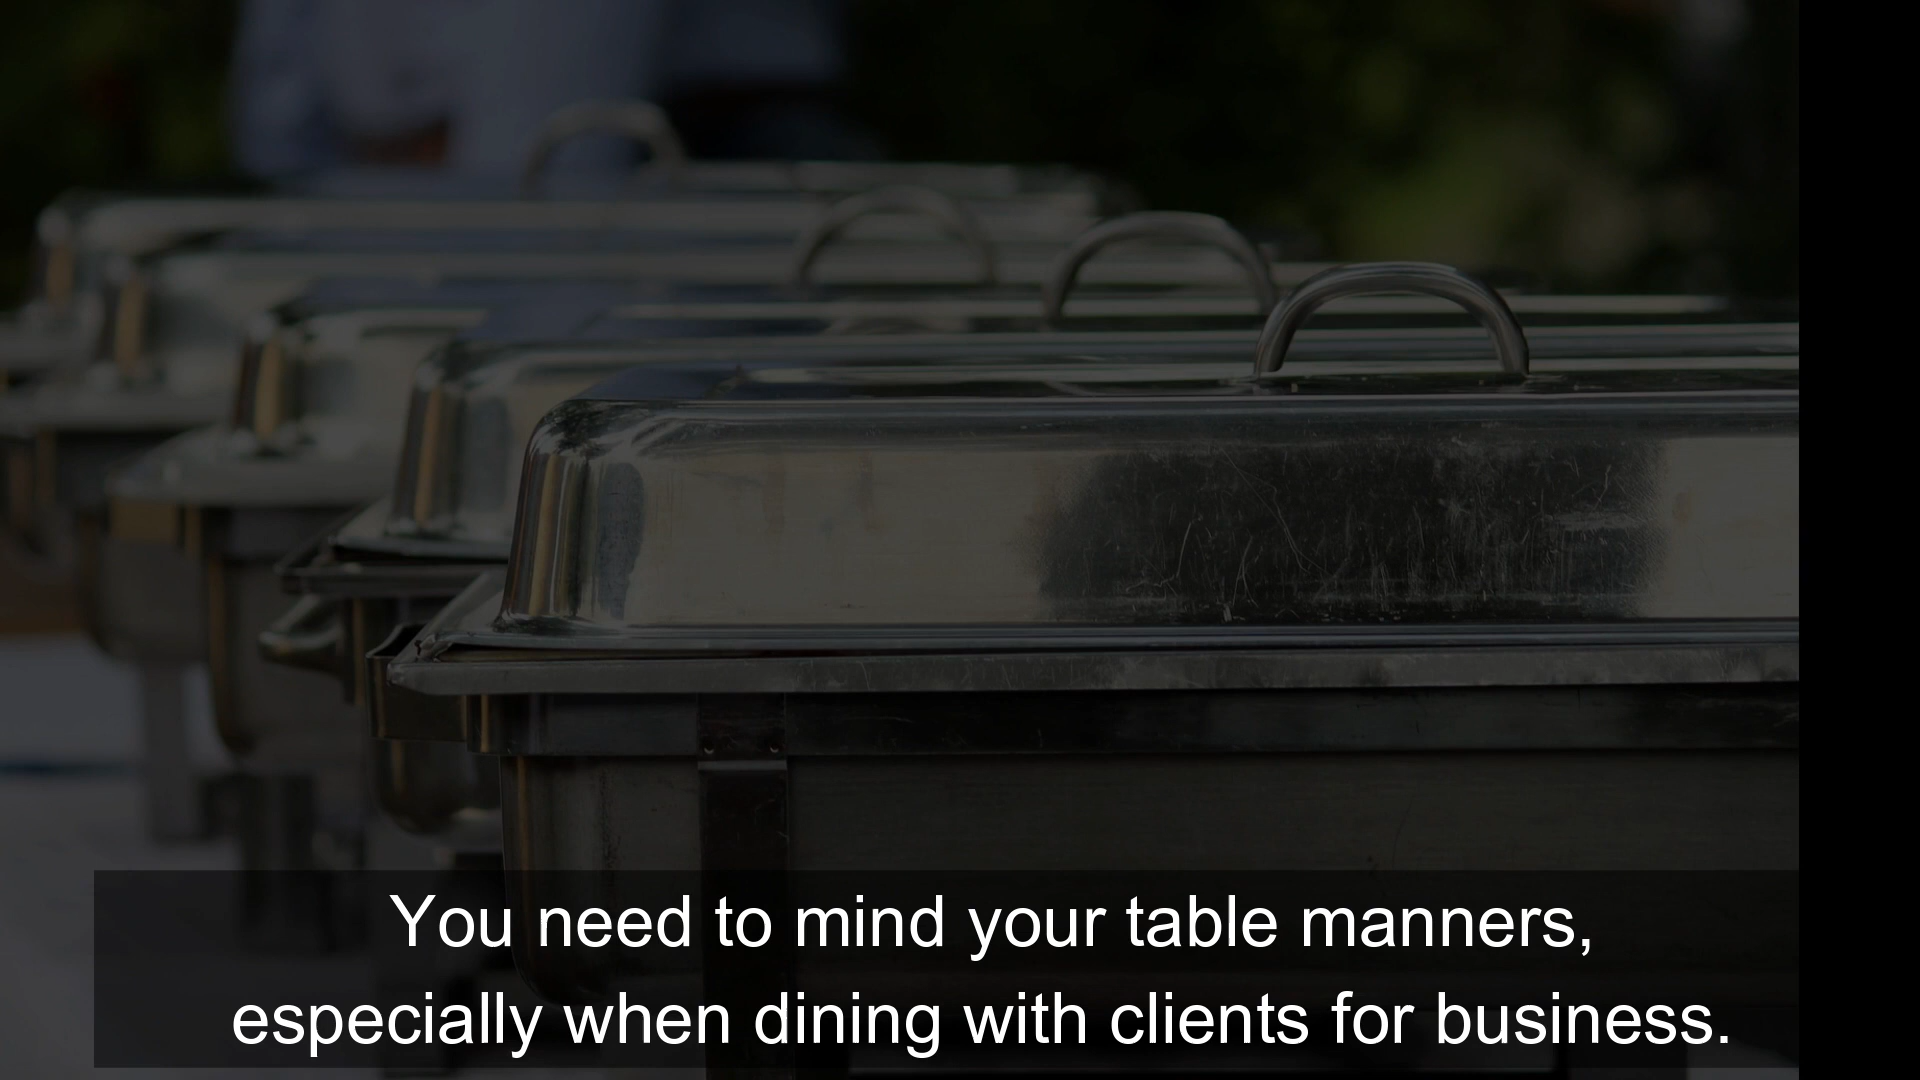 You need to mind your table manners,
especially when dining with clients for business.